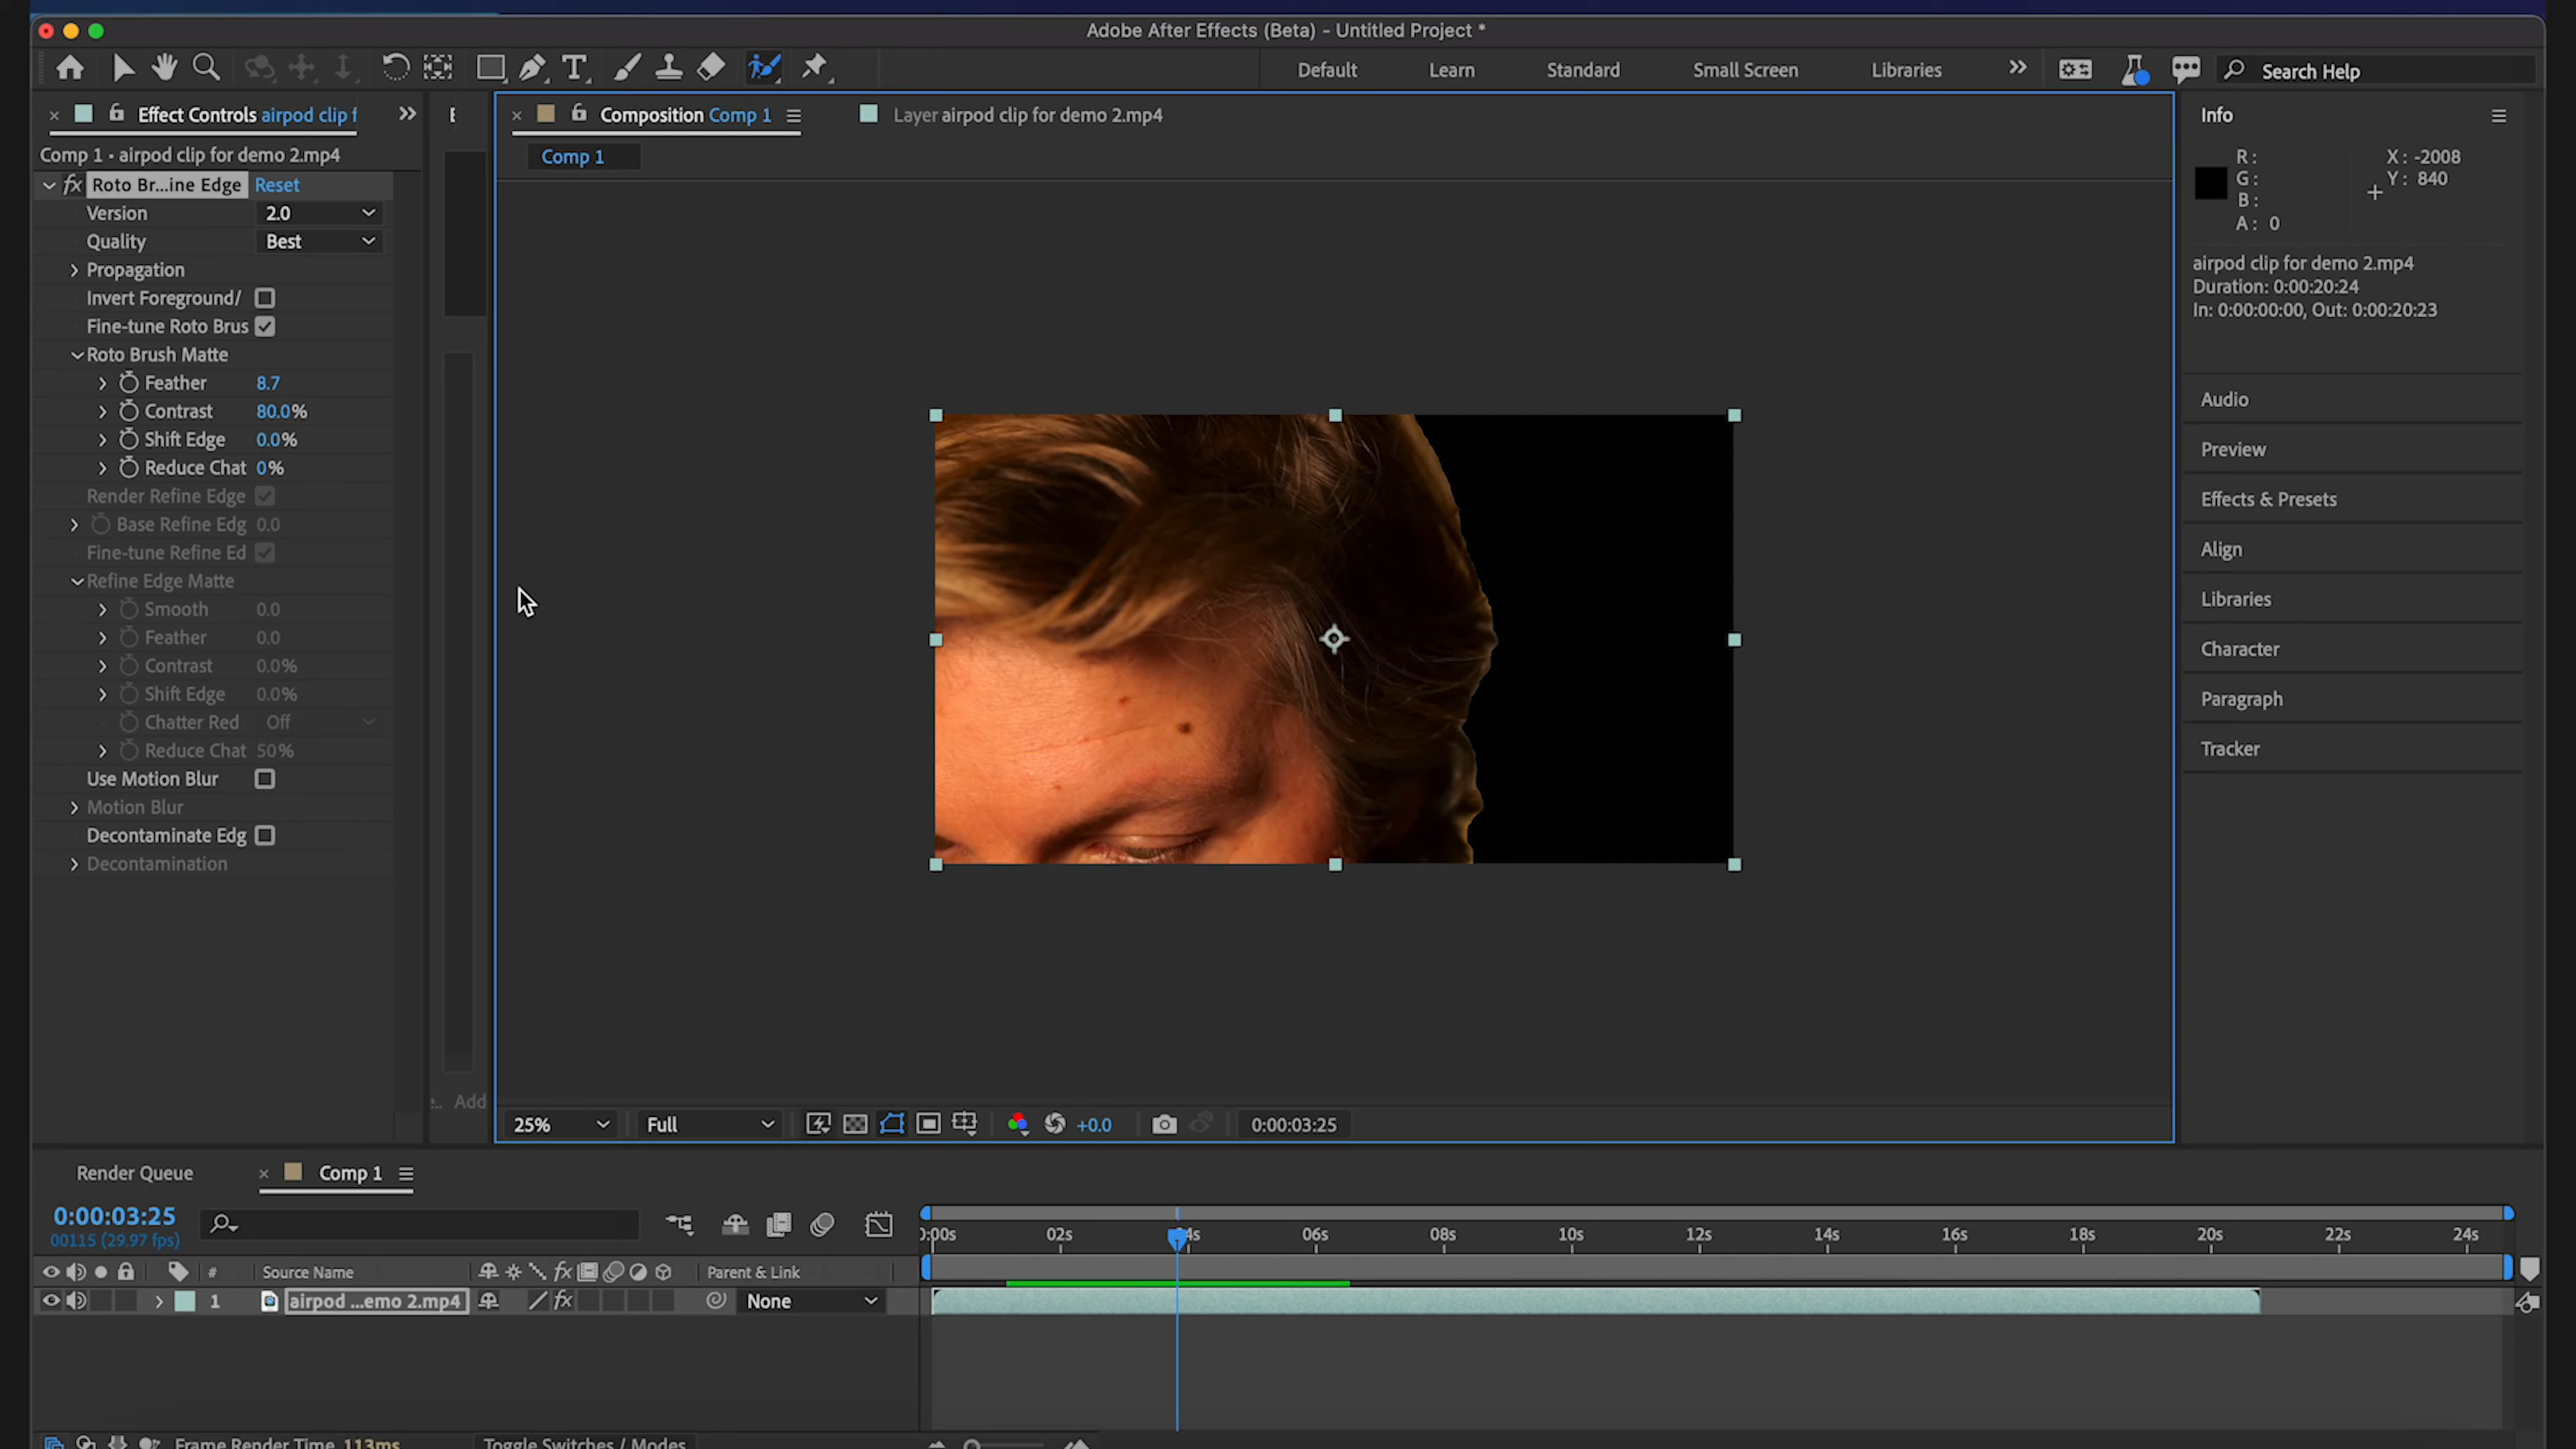 Adobe After Effects (Beta) - Untitled Project *
Default
Learn
Standard
Small Screen
Libraries
Search Help
Effect Controls airpod clip f
Composition Comp 1
Layer airpod clip for demo 2.mp4
Info
Comp 1 • airpod clip for demo 2.mp4
Comp 1
R:
G:
B:
A: 0
X: -2008
Y: 840
Roto Br...ine Edge Reset
Version 2.0
Quality Best
Propagation
Invert Foreground/
Fine-tune Roto Brus
Roto Brush Matte
Feather 8.7
Contrast 80.0%
Shift Edge 0.0%
Reduce Chat 0%
Render Refine Edge
Base Refine Edg 0.0
Fine-tune Refine Ed
Refine Edge Matte
Smooth 0.0
Feather 0.0
Contrast 0.0%
Shift Edge 0.0%
Chatter Red Off
Reduce Chat 50%
Use Motion Blur
Motion Blur
Decontaminate Edg
Decontamination
airpod clip for demo 2.mp4
Duration: 0:00:20:24
In: 0:00:00:00, Out: 0:00:20:23
Audio
Preview
Effects & Presets
Align
Libraries
Character
Paragraph
Tracker
Add
25%
Full
+0.0
0:00:03:25
Render Queue
Comp 1
0:00:03:25
00115 (29.97 fps)
0:00s 02s 04s 06s 08s 10s 12s 14s 16s 18s 20s 22s 24s
# Source Name
Parent & Link
1 airpod ...emo 2.mp4
None
Frame Render Time 113ms
Toggle Switches / Modes